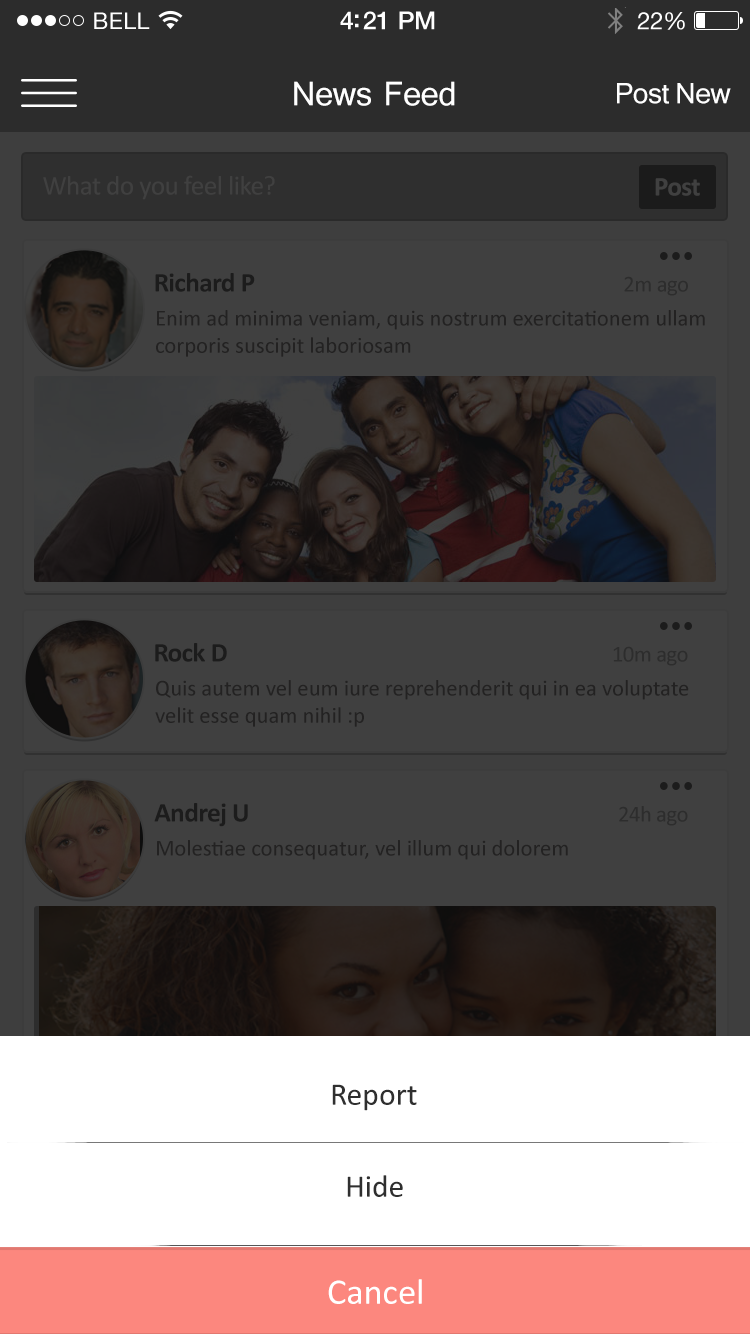 BELL 4:21 PM 22%
News Feed Post New
What do you feel like? Post
Richard P 2m ago
Enim ad minima veniam, quis nostrum exercitationem ullam
corporis suscipit laboriosam
Rock D 10m ago
Quis autem vel eum iure reprehenderit qui in ea voluptate
velit esse quam nihil :p
Andrej U 24h ago
Molestiae consequatur, vel illum qui dolorem
Report
Hide
Cancel